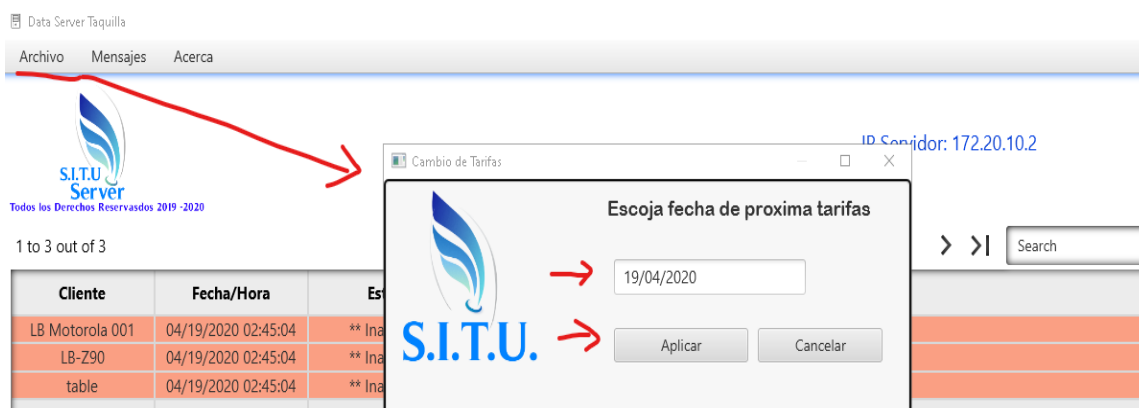 Data Server Taquilla
Archivo Mensajes Acerca
IP Servidor: 172.20.10.2
S.I.T.U
Server
Todos los Derechos Reservasdos 2019 -2020
1 to 3 out of 3
Search
Cliente Fecha/Hora
LB Motorola 001 04/19/2020 02:45:04 ** Ina
LB-Z90 04/19/2020 02:45:04 ** Ina
table 04/19/2020 02:45:04 ** Ina
Cambio de Tarifas
Escoja fecha de proxima tarifas
19/04/2020
S.I.T.U.
Aplicar Cancelar